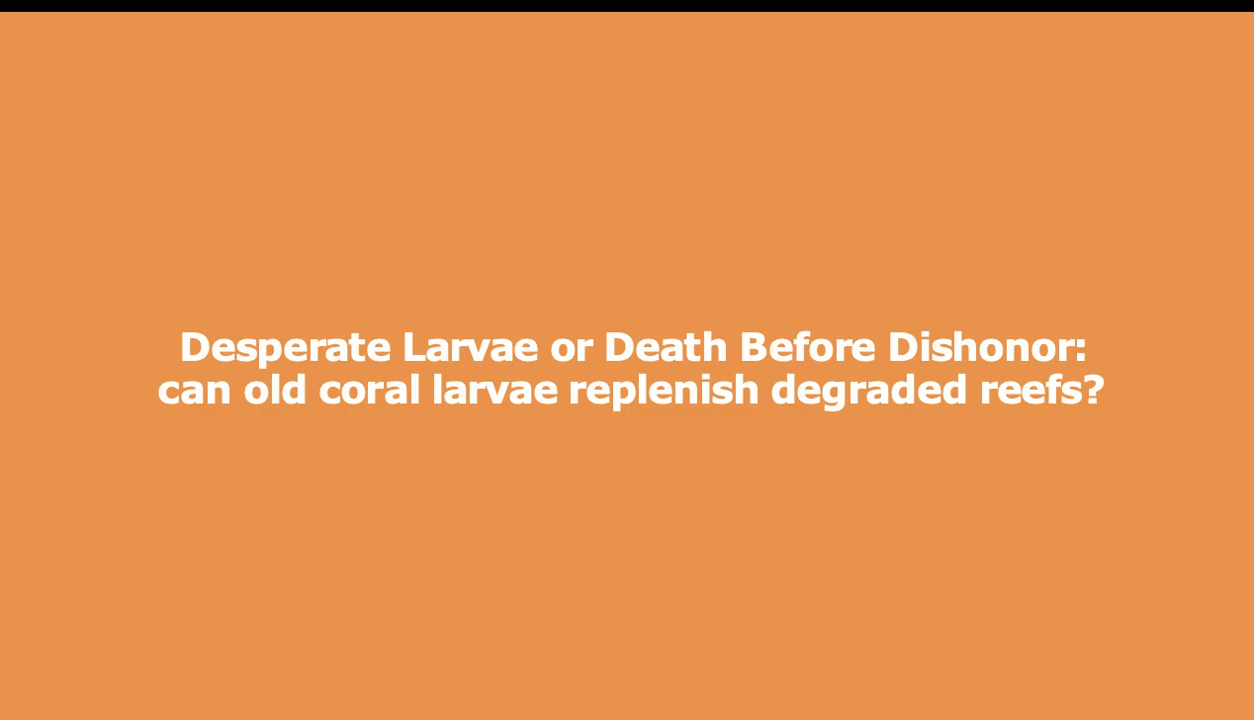 Desperate Larvae or Death Before Dishonor:
can old coral larvae replenish degraded reefs?